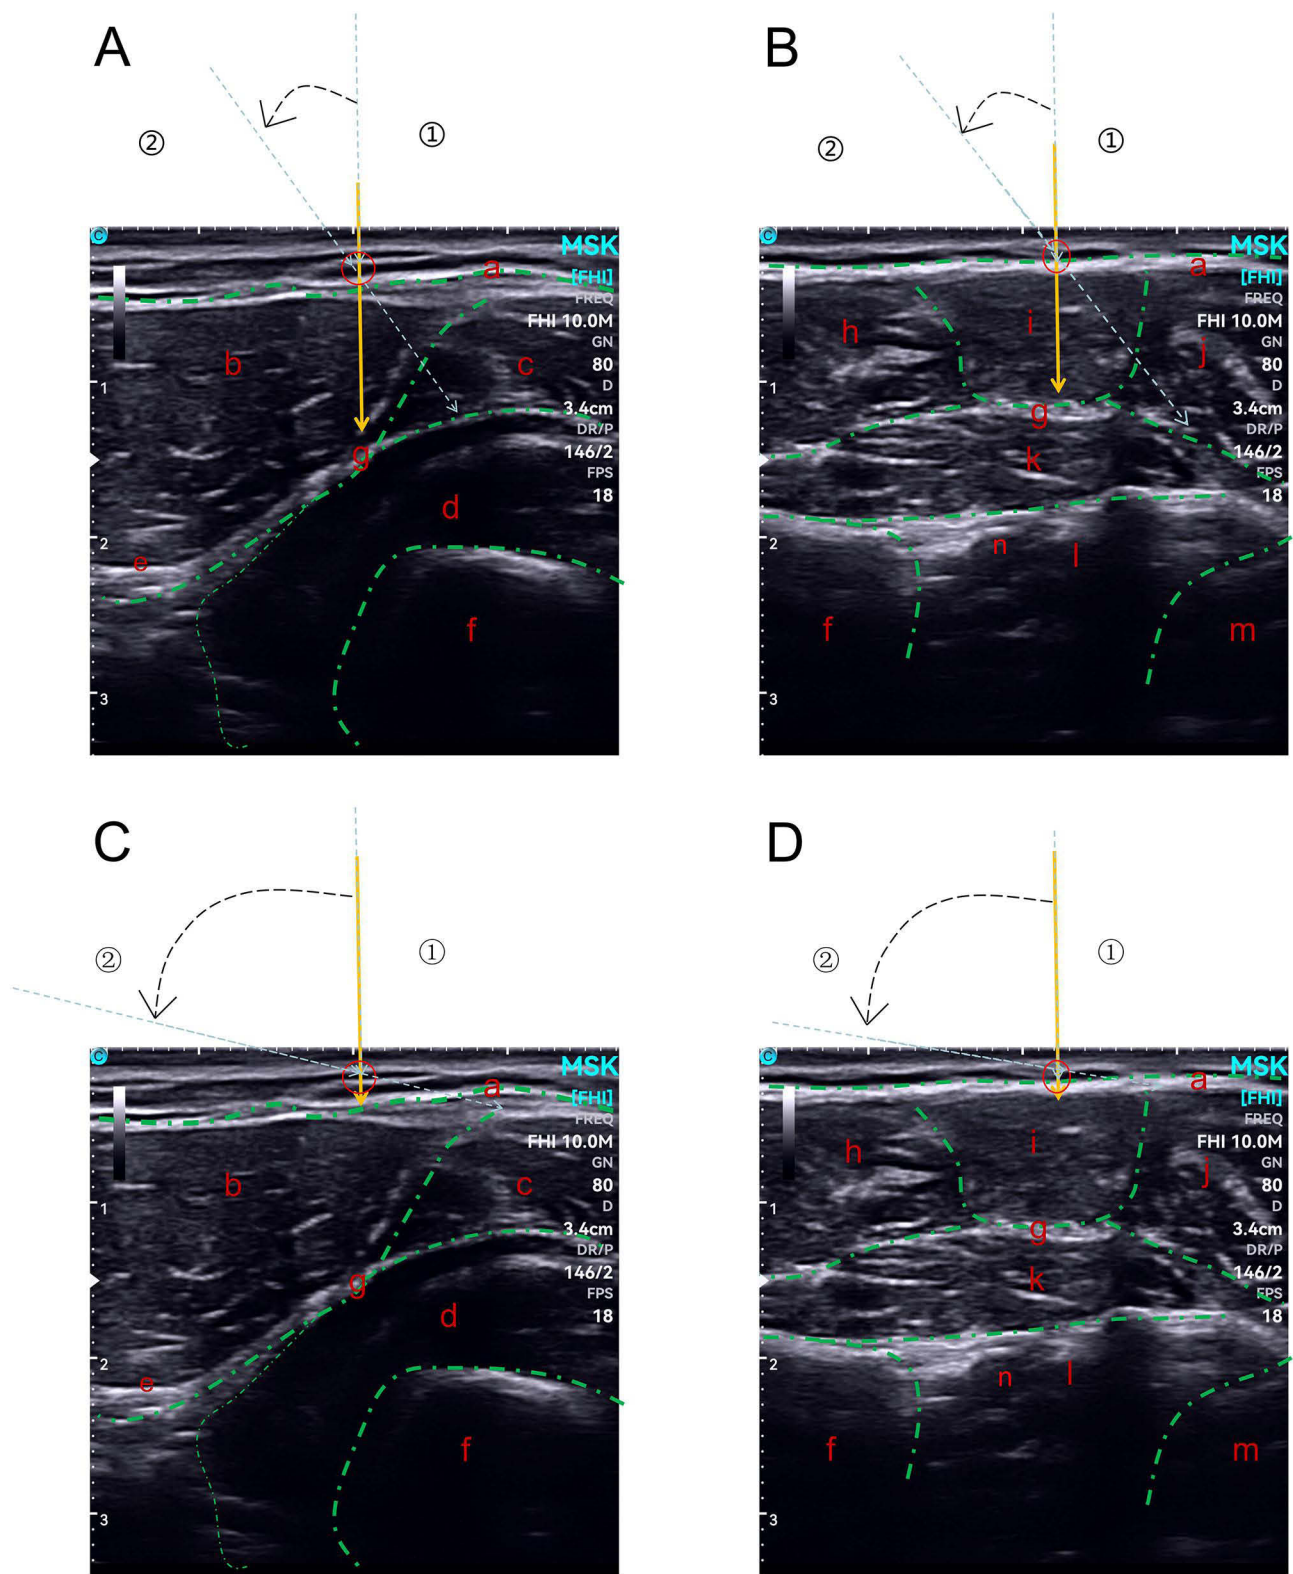 A
②
①
©
MSK
a
[FHI]
FREQ
FHI 10.0M
GN
b
c
80
D
1
3.4cm
DR/P
g
146/2
FPS
18
d
2
e
f
3
B
②
①
©
MSK
a
[FHI]
FREQ
h
i
FHI 10.0M
GN
j
80
D
1
3.4cm
g
DR/P
k
146/2
FPS
18
2
n
l
f
m
3
C
②
①
©
MSK
a
[FHI]
FREQ
FHI 10.0M
GN
b
c
80
D
1
3.4cm
DR/P
g
146/2
FPS
d
18
2
e
f
3
D
②
①
©
MSK
a
[FHI]
FREQ
h
i
FHI 10.0M
GN
j
80
D
1
3.4cm
g
DR/P
k
146/2
FPS
18
2
n
l
f
m
3